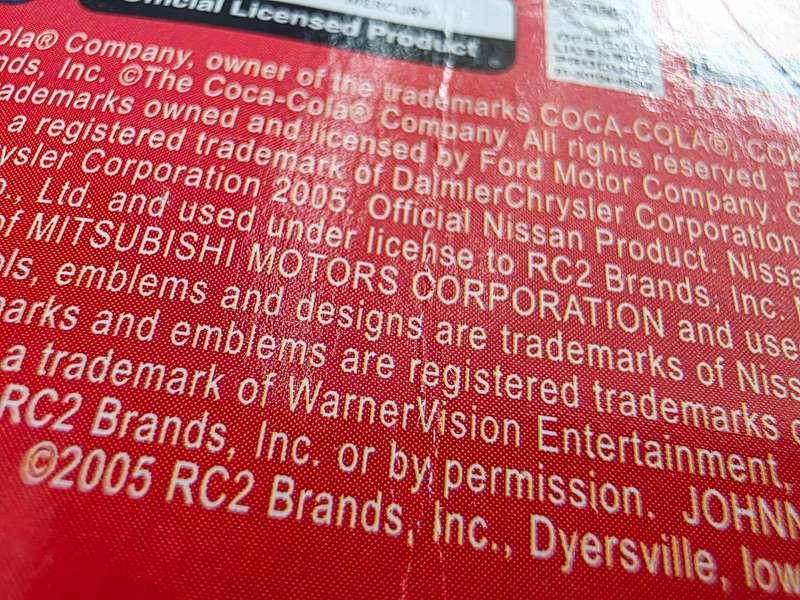 MERCURY
Official Licensed Product
ola® Company, owner of the trademarks COCA-COLA®, COK
nds, Inc. ©The Coca-Cola® Company. All rights reserved. F
ademarks owned and licensed by Ford Motor Company. G
a registered trademark of DaimlerChrysler Corporation.
ysler Corporation 2005. Official Nissan Product. Nissa
o., Ltd. and used under license to RC2 Brands, Inc. M
of MITSUBISHI MOTORS CORPORATION and use
ols, emblems and designs are trademarks of Niss
arks and emblems are registered trademarks o
a trademark of WarnerVision Entertainment,
RC2 Brands, Inc. or by permission. JOHNN
©2005 RC2 Brands, Inc., Dyersville, Iow